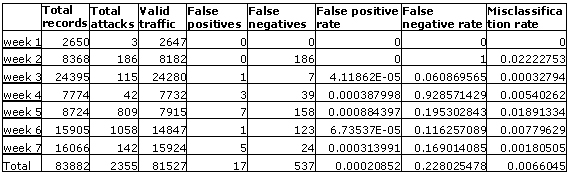 Total records Total attacks Valid traffic False positives False negatives False positive rate False negative rate Misclassifica tion rate
week 1 2650 3 2647 0 0 0 0 0
week 2 8368 186 8182 0 186 0 1 0.02222753
week 3 24395 115 24280 1 7 4.11862E-05 0.060869565 0.00032794
week 4 7774 42 7732 3 39 0.000387998 0.928571429 0.00540262
week 5 8724 809 7915 7 158 0.000884397 0.195302843 0.01891334
week 6 15905 1058 14847 1 123 6.73537E-05 0.116257089 0.00779629
week 7 16066 142 15924 5 24 0.000313991 0.169014085 0.00180505
Total 83882 2355 81527 17 537 0.00020852 0.228025478 0.0066045